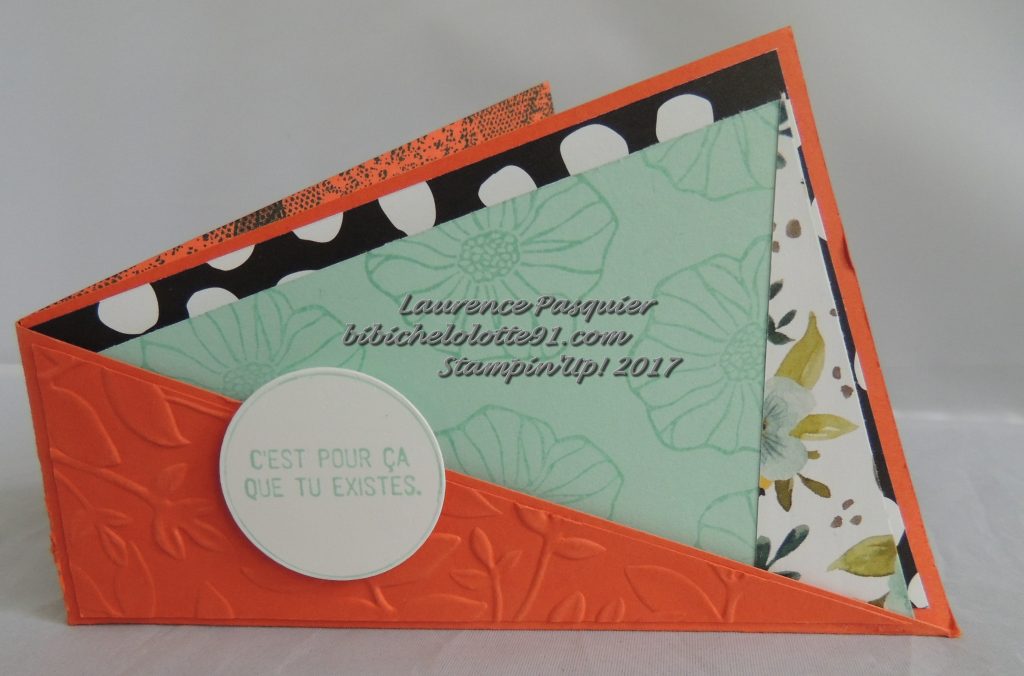 Laurence Pasquier
bibichelolotte91.com
Stampin'Up! 2017
C'EST POUR ÇA
QUE TU EXISTES.